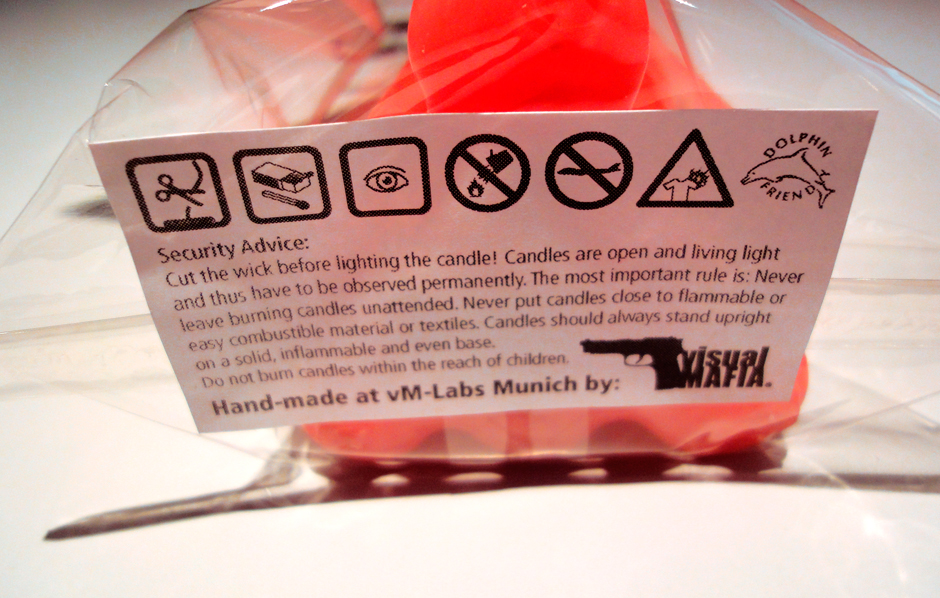 DOLPHIN
FRIENDLY
Security Advice:
Cut the wick before lighting the candle! Candles are open and living light
and thus have to be observed permanently. The most important rule is: Never
leave burning candles unattended. Never put candles close to flammable or
easy combustible material or textiles. Candles should always stand upright
on a solid, inflammable and even base.
Do not burn candles within the reach of children.
Hand-made at vM-Labs Munich by:
visual
MAFIA